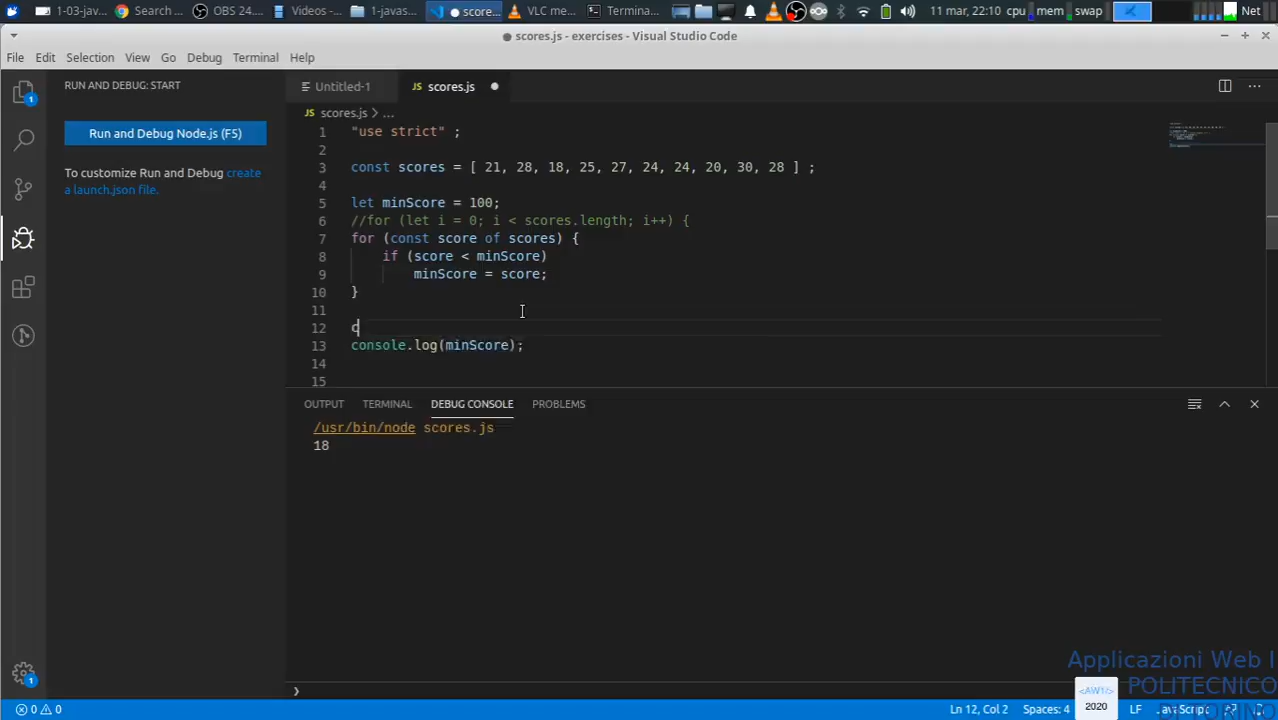 1-03-jav...
Search ...
OBS 24....
Videos -...
1-javas...
● score...
VLC me...
Termina...
11 mar, 22:10 cpu mem swap Net
● scores.js - exercises - Visual Studio Code
File Edit Selection View Go Debug Terminal Help
RUN AND DEBUG: START
Untitled-1
JS scores.js ●
Run and Debug Node.js (F5)
To customize Run and Debug create
a launch.json file.
JS scores.js > ...
1 "use strict" ;
2
3 const scores = [ 21, 28, 18, 25, 27, 24, 24, 20, 30, 28 ] ;
4
5 let minScore = 100;
6 //for (let i = 0; i < scores.length; i++) {
7 for (const score of scores) {
8 if (score < minScore)
9 minScore = score;
10 }
11
12 c
13 console.log(minScore);
14
15
OUTPUT TERMINAL DEBUG CONSOLE PROBLEMS
/usr/bin/node scores.js
18
1
1
Applicazioni Web I
POLITECNICO
DI TORINO
<AW1/>
2020
0 0
Ln 12, Col 2 Spaces: 4 LF JavaScript